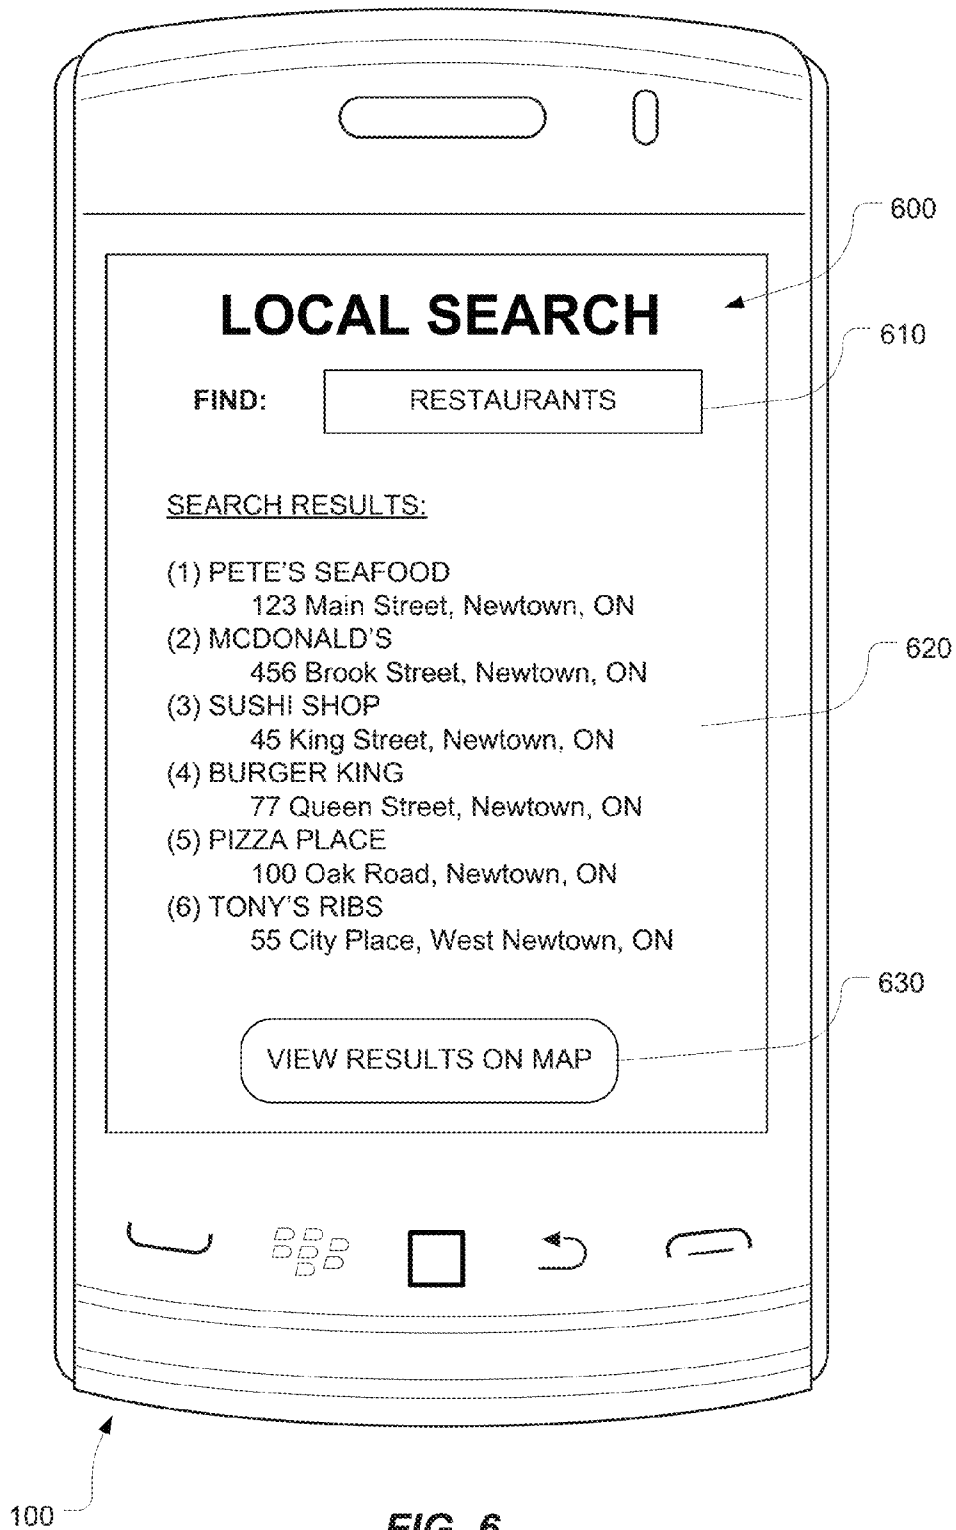 600
LOCAL SEARCH
610
FIND: RESTAURANTS
SEARCH RESULTS:
(1) PETE'S SEAFOOD
123 Main Street, Newtown, ON
(2) MCDONALD'S
620
456 Brook Street, Newtown, ON
(3) SUSHI SHOP
45 King Street, Newtown, ON
(4) BURGER KING
77 Queen Street, Newtown, ON
(5) PIZZA PLACE
100 Oak Road, Newtown, ON
(6) TONY'S RIBS
55 City Place, West Newtown, ON
630
VIEW RESULTS ON MAP
100
FIG. 6